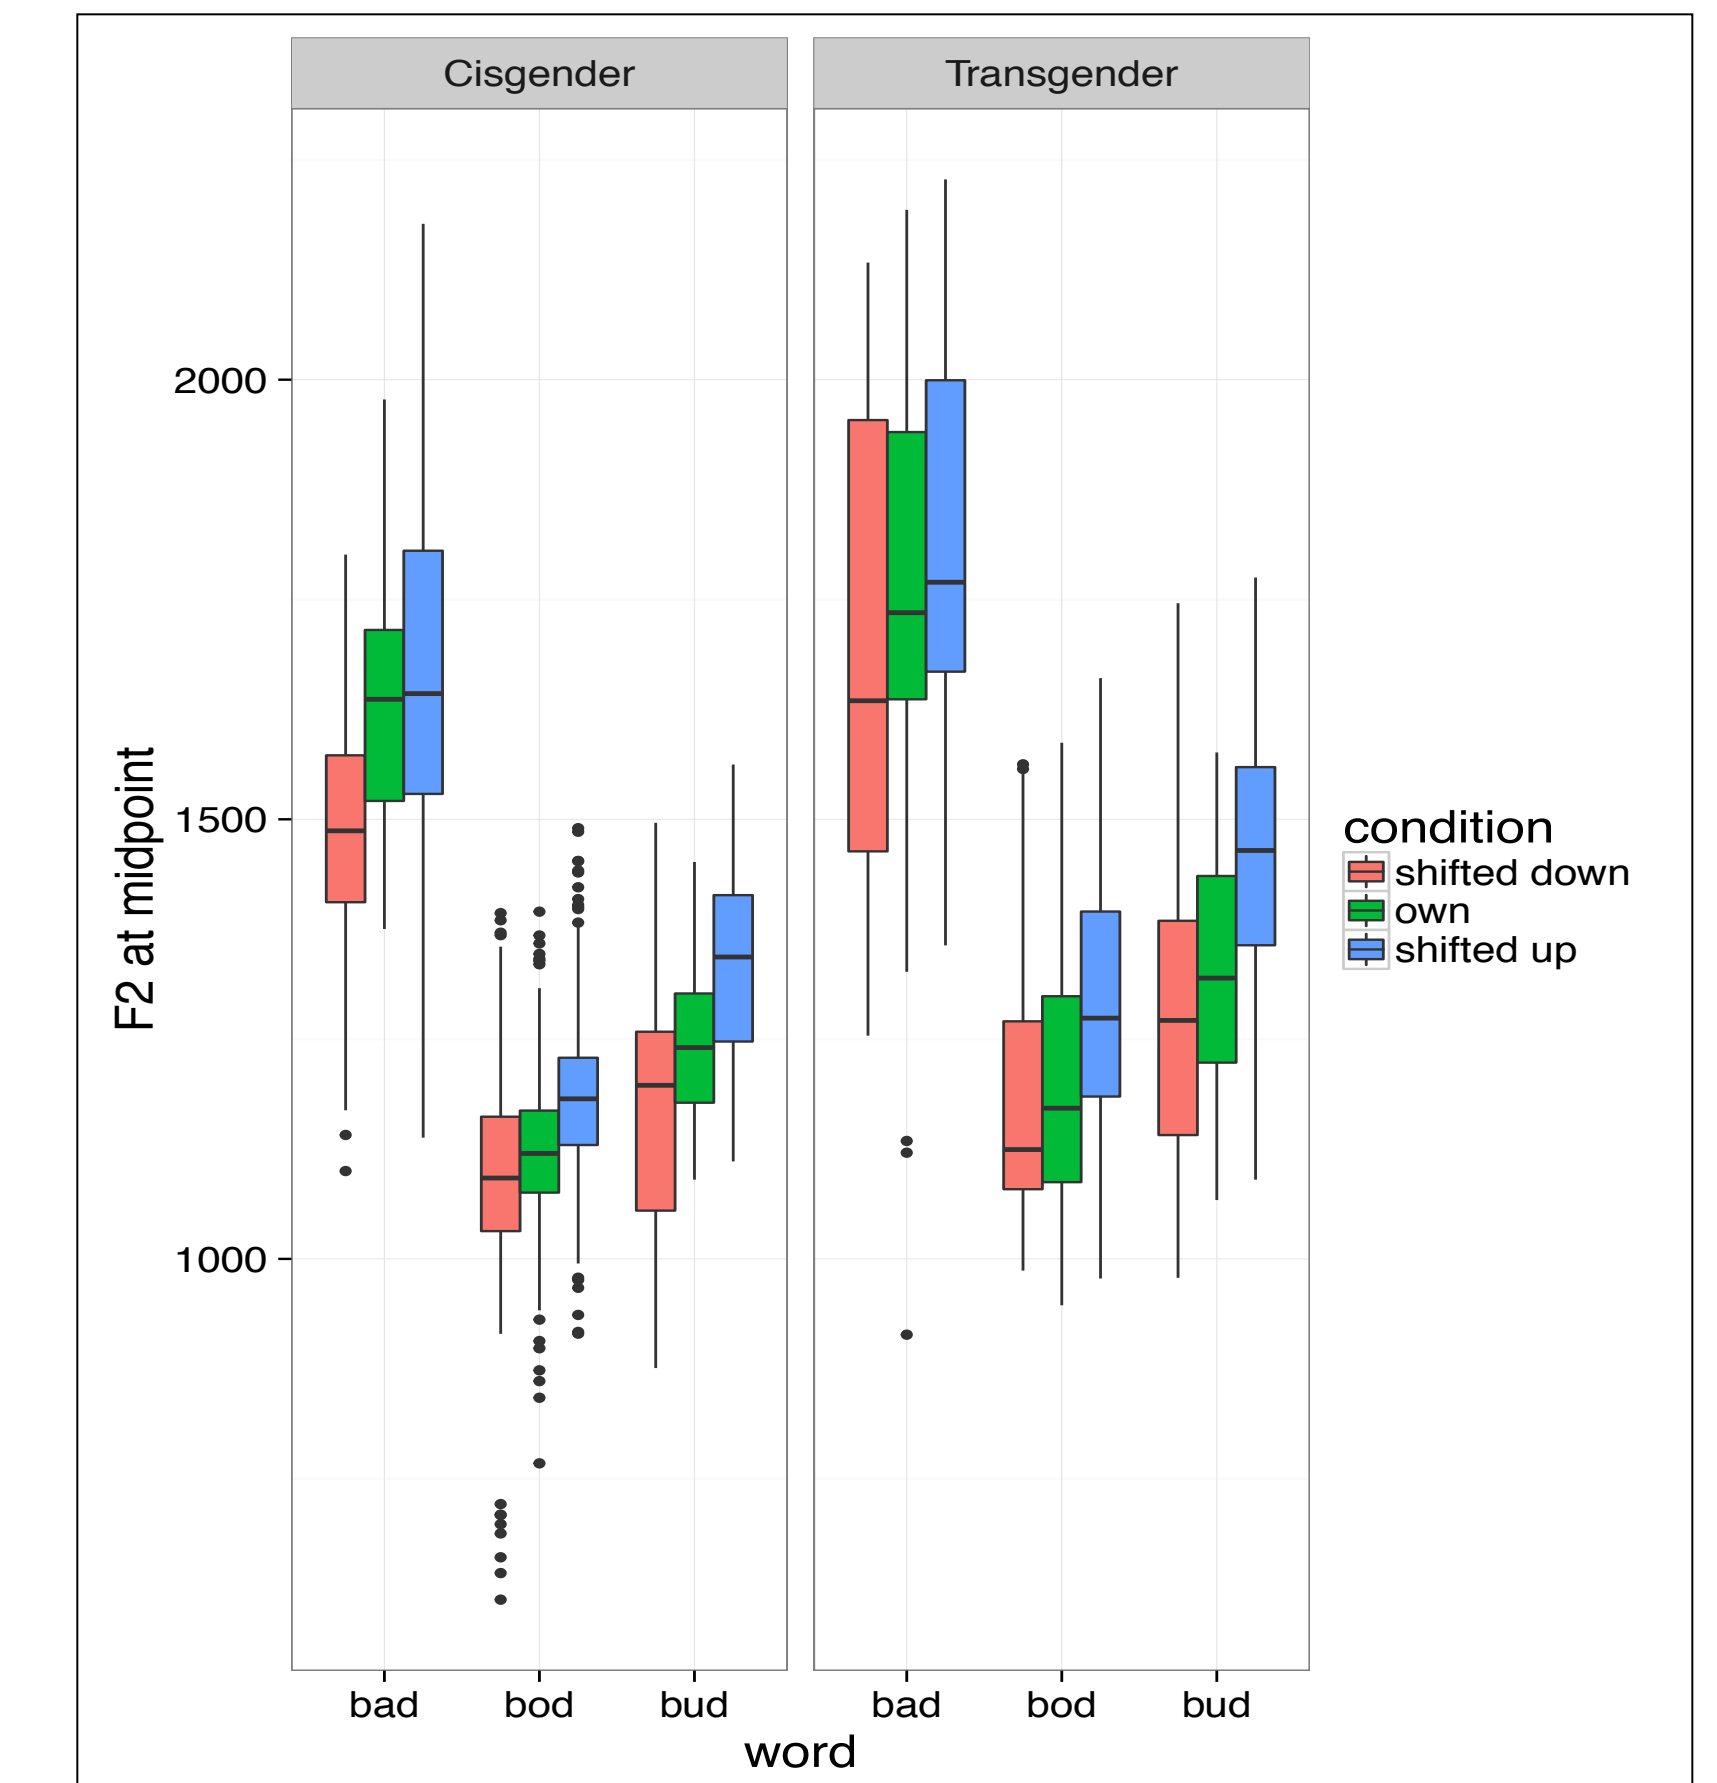 Cisgender
Transgender
2000
1500
1000
F2 at midpoint
condition
shifted down
own
shifted up
bad
bod
bud
bad
bod
bud
word